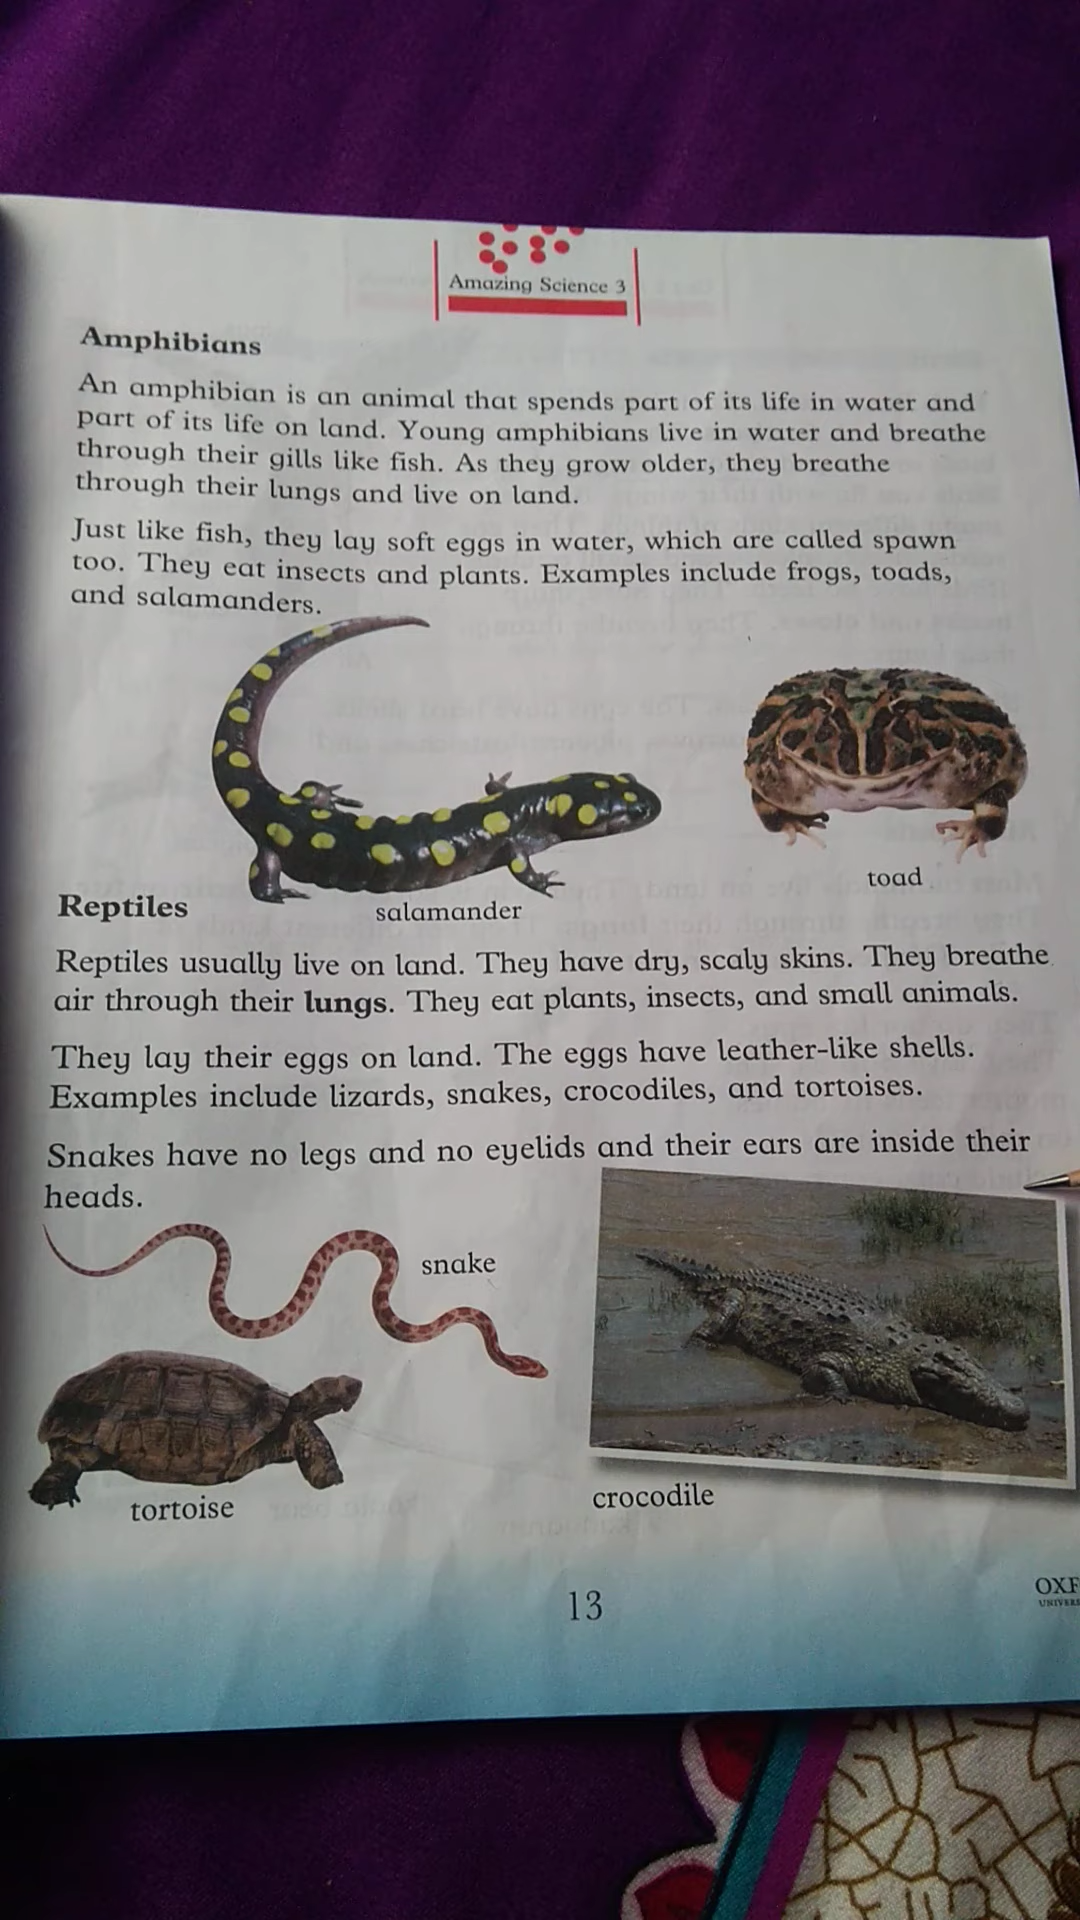 Amazing Science 3
Amphibians
An amphibian is an animal that spends part of its life in water and
part of its life on land. Young amphibians live in water and breathe
through their gills like fish. As they grow older, they breathe
through their lungs and live on land.
Just like fish, they lay soft eggs in water, which are called spawn
too. They eat insects and plants. Examples include frogs, toads,
and salamanders.
toad
salamander
Reptiles
Reptiles usually live on land. They have dry, scaly skins. They breathe
air through their lungs. They eat plants, insects, and small animals.
They lay their eggs on land. The eggs have leather-like shells.
Examples include lizards, snakes, crocodiles, and tortoises.
Snakes have no legs and no eyelids and their ears are inside their
heads.
snake
tortoise
crocodile
13
OXF
UNIVERS